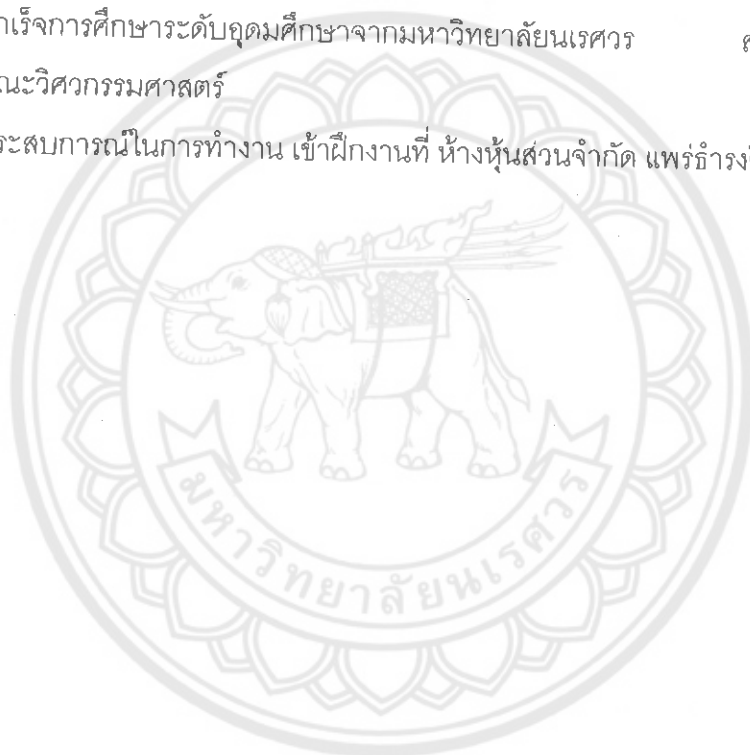 เร็จการศึกษาระดับอุดมศึกษาจากมหาวิทยาลัยนเรศวร
ณะวิศวกรรมศาสตร์
ระสบการณ์ในการทำงาน เข้าฝึกงานที่ ห้างหุ้นส่วนจำกัด แพร่ธำรง
มหาวิทยาลัยนเรศวร